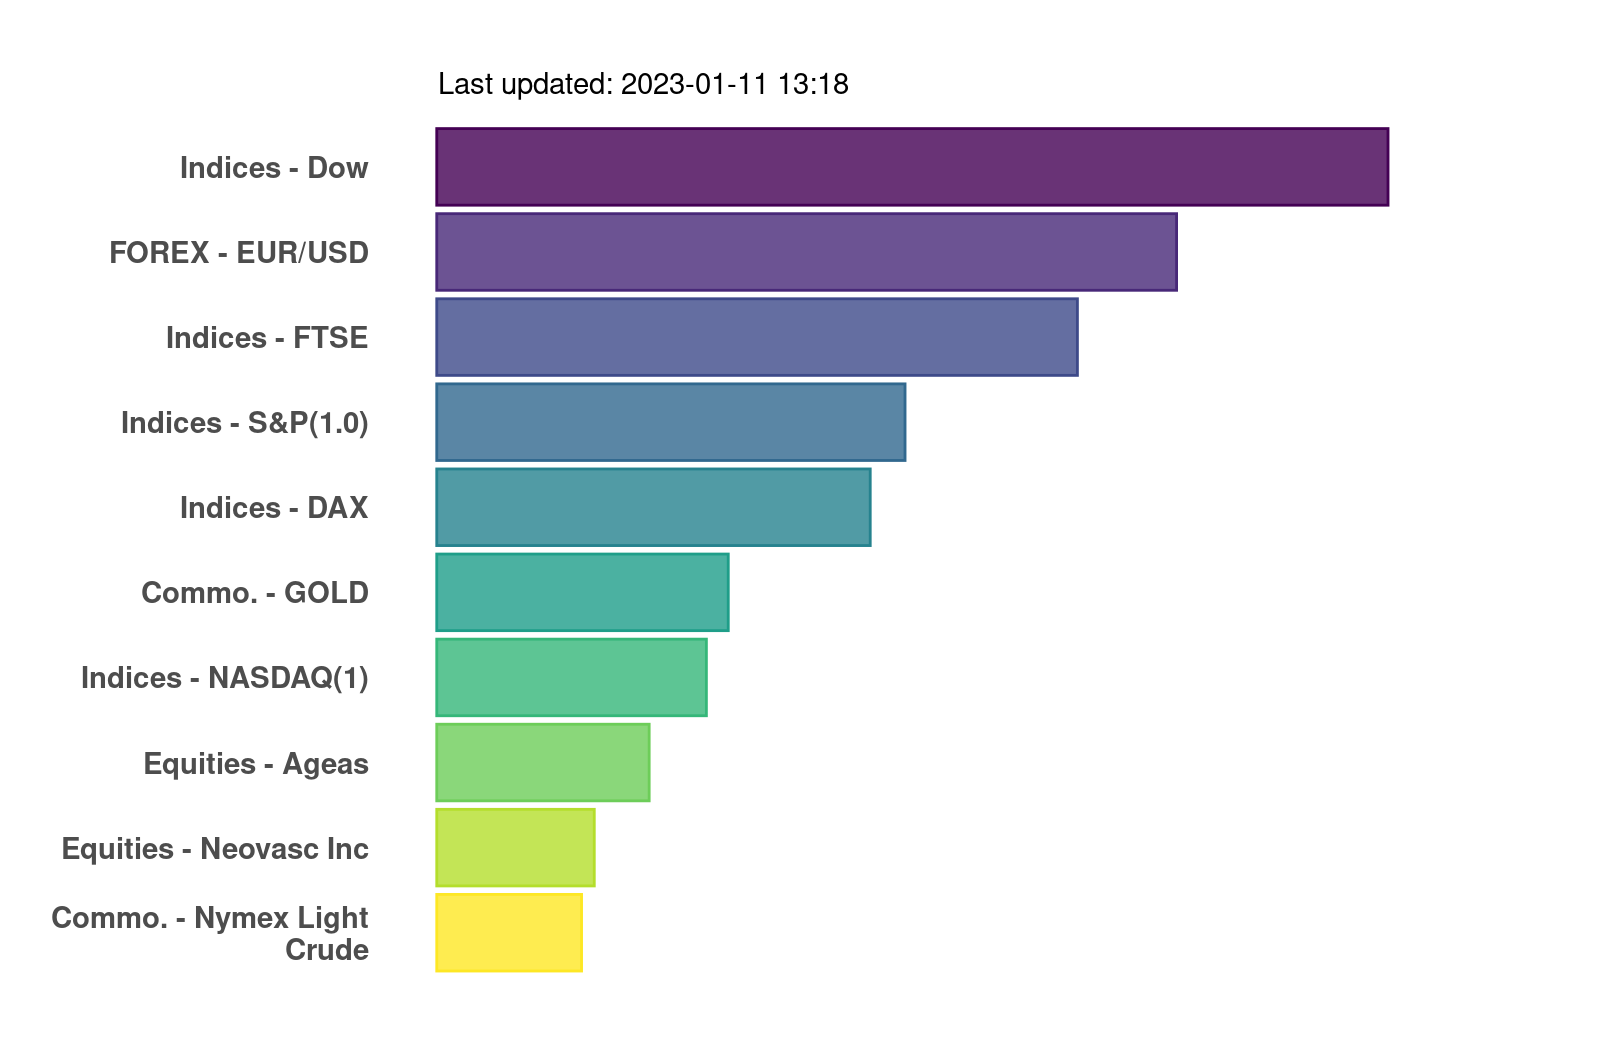 Last updated: 2023-01-11 13:18
Indices - Dow
FOREX - EUR/USD
Indices - FTSE
Indices - S&P(1.0)
Indices - DAX
Commo. - GOLD
Indices - NASDAQ(1)
Equities - Ageas
Equities - Neovasc Inc
Commo. - Nymex Light
Crude